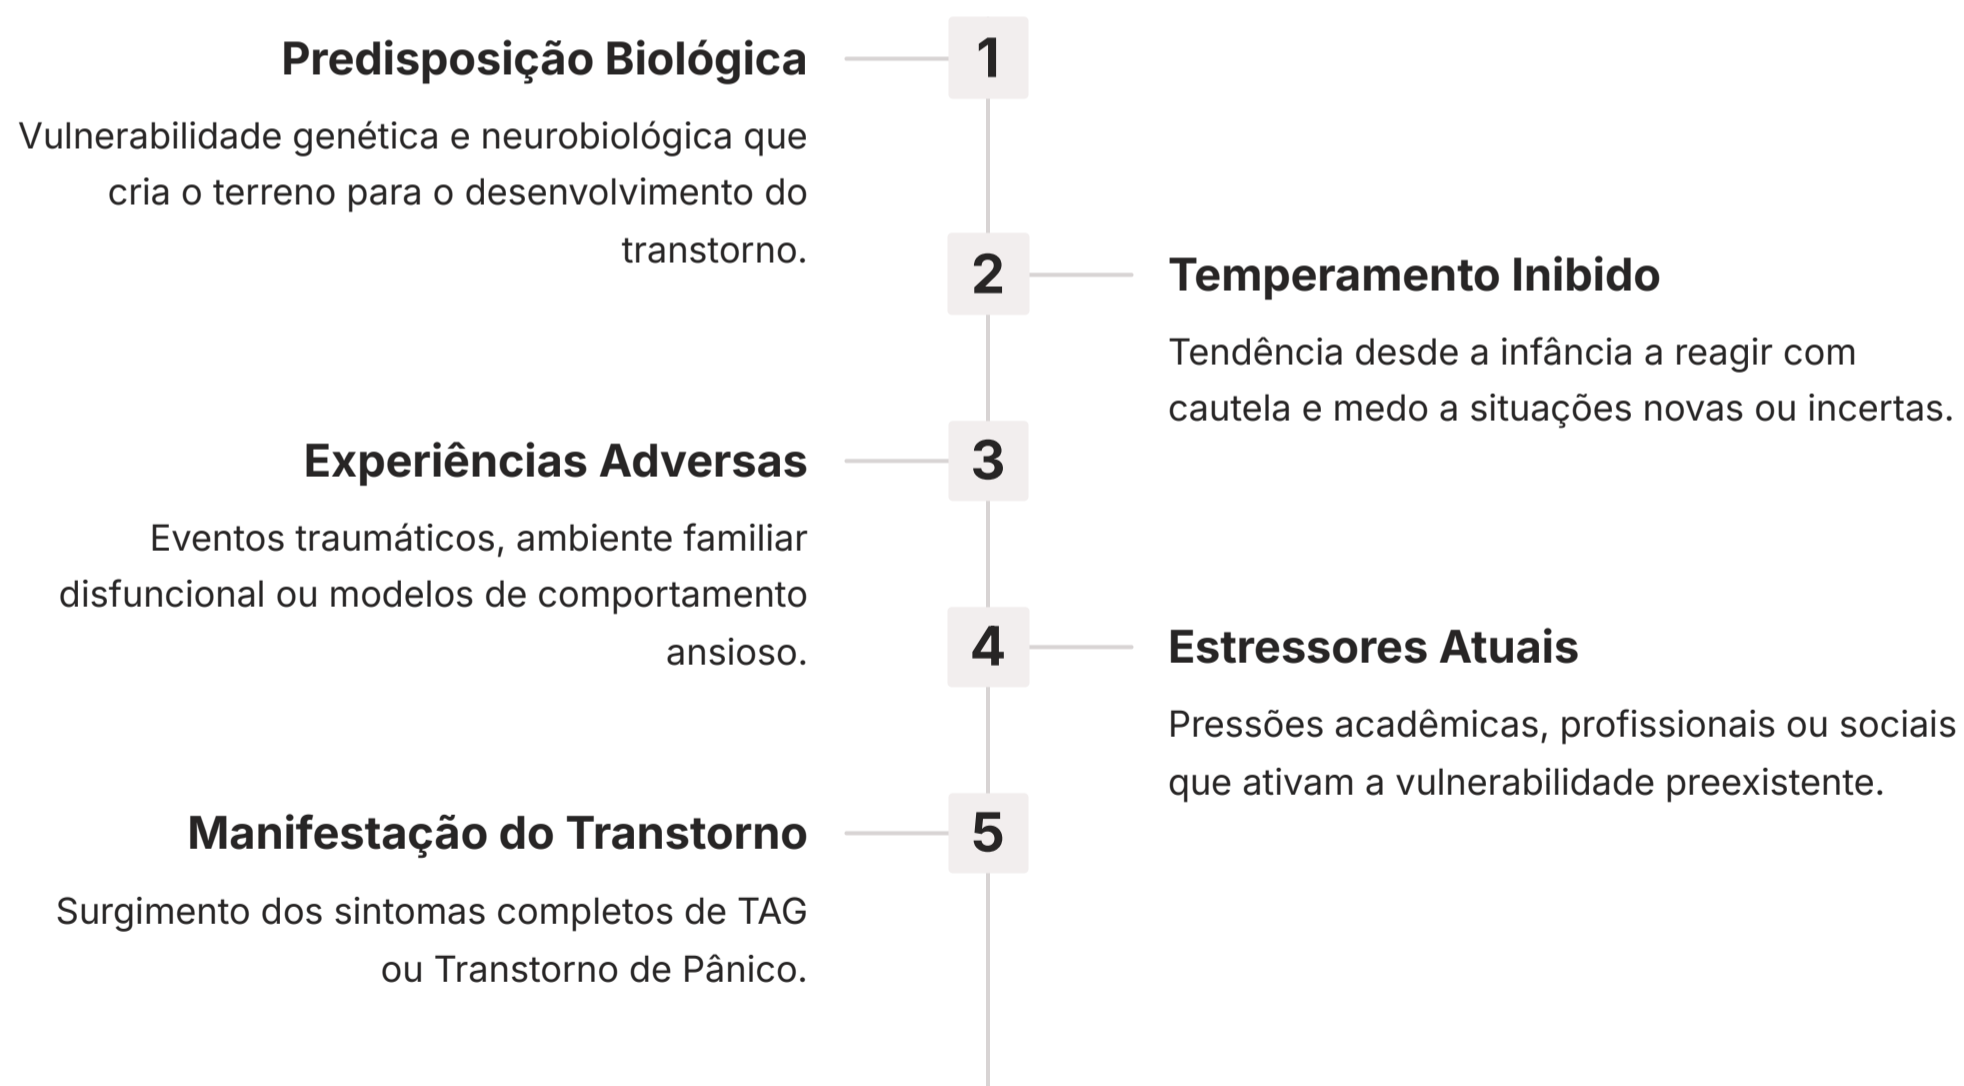 Predisposição Biológica
1
Vulnerabilidade genética e neurobiológica que
cria o terreno para o desenvolvimento do
transtorno.
2
Temperamento Inibido
Tendência desde a infância a reagir com
cautela e medo a situações novas ou incertas.
Experiências Adversas
3
Eventos traumáticos, ambiente familiar
disfuncional ou modelos de comportamento
ansioso.
4
Estressores Atuais
Pressões acadêmicas, profissionais ou sociais
que ativam a vulnerabilidade preexistente.
Manifestação do Transtorno
5
Surgimento dos sintomas completos de TAG
ou Transtorno de Pânico.